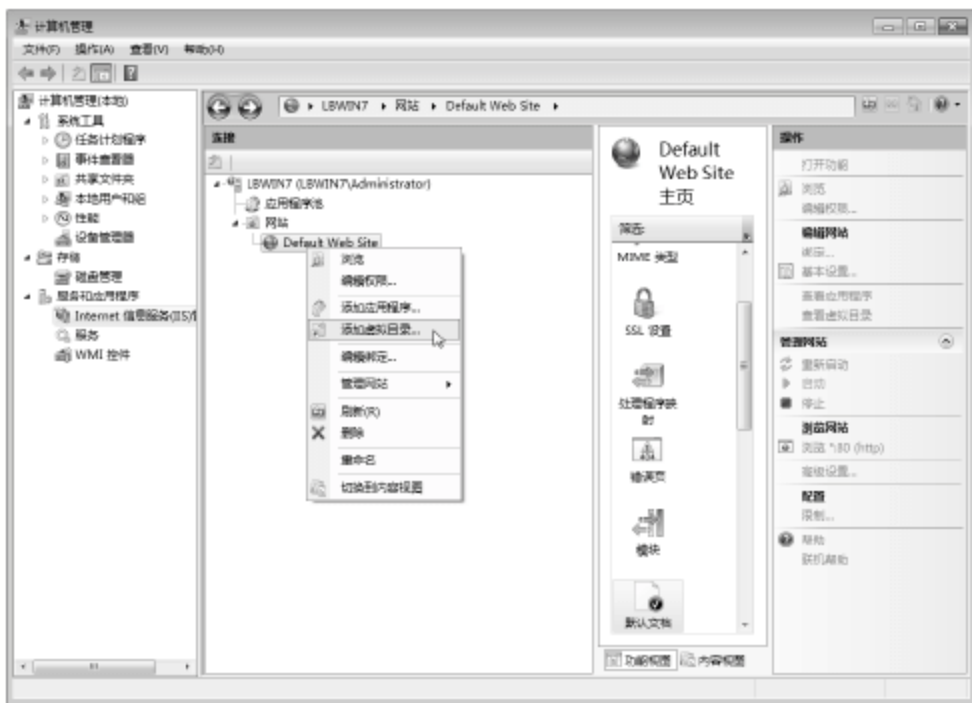 计算机管理
文件(F) 操作(A) 查看(V) 帮助(H)
计算机管理(本地)
系统工具
任务计划程序
事件查看器
共享文件夹
本地用户和组
性能
设备管理器
存储
磁盘管理
服务和应用程序
Internet 信息服务(IIS)
服务
WMI 控件
LBWIN7 网站 Default Web Site
连接
LBWIN7 (LBWIN7\Administrator)
应用程序池
网站
Default Web Site
浏览
编辑权限...
添加应用程序...
添加虚拟目录...
编辑绑定...
管理网站
刷新(R)
删除
重命名
切换到内容视图
Default
Web Site
主页
筛选:
MIME 类型
SSL 设置
处理程序映
射
错误页
模块
默认文档
功能视图 内容视图
操作
打开功能
浏览
编辑权限...
编辑网站
绑定...
基本设置...
查看应用程序
查看虚拟目录
管理网站
重新启动
启动
停止
浏览网站
浏览 *:80 (http)
高级设置...
配置
限制...
帮助
联机帮助